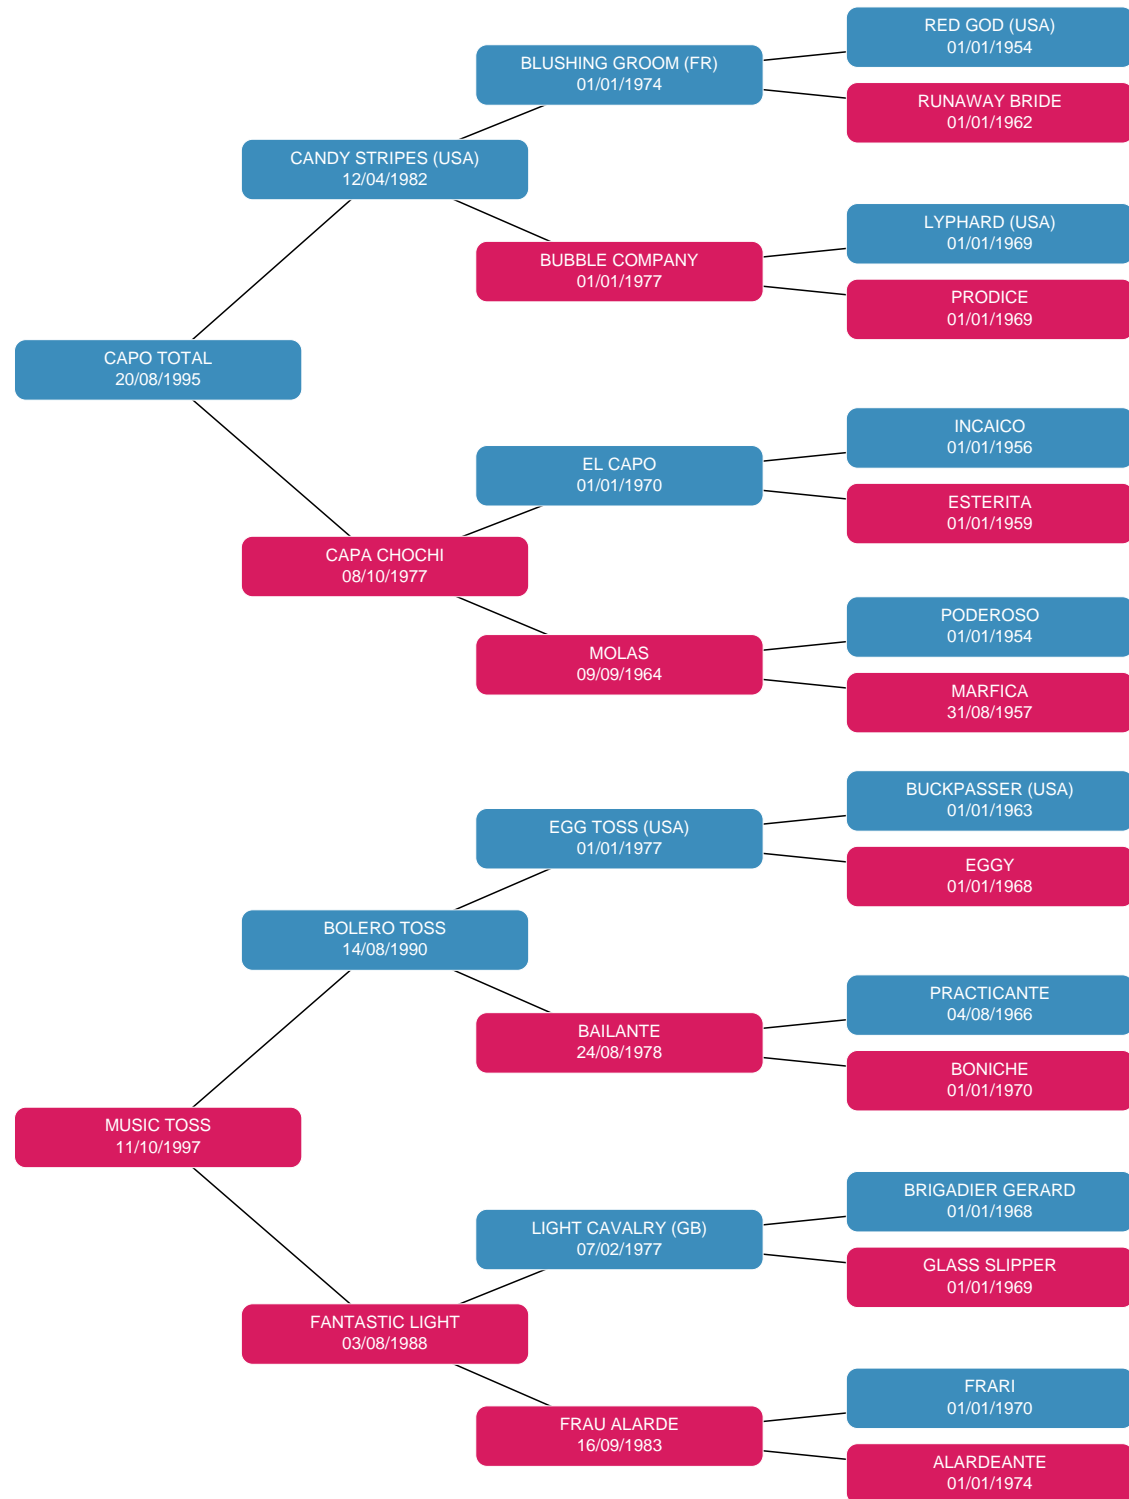 RED GOD (USA)
01/01/1954
BLUSHING GROOM (FR)
01/01/1974
RUNAWAY BRIDE
01/01/1962
CANDY STRIPES (USA)
12/04/1982
LYPHARD (USA)
01/01/1969
BUBBLE COMPANY
01/01/1977
PRODICE
01/01/1969
CAPO TOTAL
20/08/1995
INCAICO
01/01/1956
EL CAPO
01/01/1970
ESTERITA
01/01/1959
CAPA CHOCHI
08/10/1977
PODEROSO
01/01/1954
MOLAS
09/09/1964
MARFICA
31/08/1957
BUCKPASSER (USA)
01/01/1963
EGG TOSS (USA)
01/01/1977
EGGY
01/01/1968
BOLERO TOSS
14/08/1990
PRACTICANTE
04/08/1966
BAILANTE
24/08/1978
BONICHE
01/01/1970
MUSIC TOSS
11/10/1997
BRIGADIER GERARD
01/01/1968
LIGHT CAVALRY (GB)
07/02/1977
GLASS SLIPPER
01/01/1969
FANTASTIC LIGHT
03/08/1988
FRARI
01/01/1970
FRAU ALARDE
16/09/1983
ALARDEANTE
01/01/1974